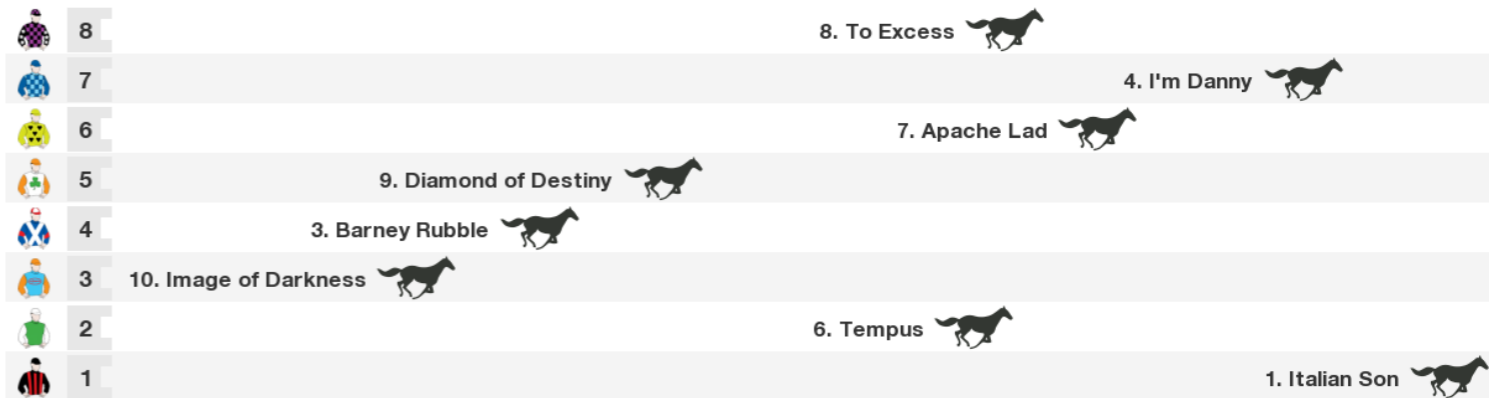 8 8. To Excess
7 4. I'm Danny
6 7. Apache Lad
5 9. Diamond of Destiny
4 3. Barney Rubble
3 10. Image of Darkness
2 6. Tempus
1 1. Italian Son